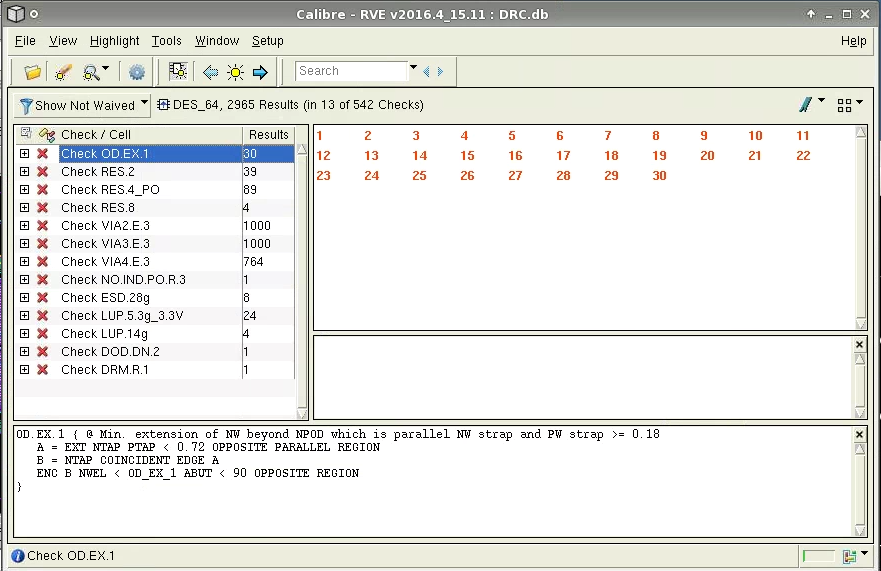 Calibre - RVE v2016.4_15.11 : DRC.db
File View Highlight Tools Window Setup Help
Search
Show Not Waived DES_64, 2965 Results (in 13 of 542 Checks)
Check / Cell Results
Check OD.EX.1 30
Check RES.2 39
Check RES.4_PO 89
Check RES.8 4
Check VIA2.E.3 1000
Check VIA3.E.3 1000
Check VIA4.E.3 764
Check NO.IND.PO.R.3 1
Check ESD.28g 8
Check LUP.5.3g_3.3V 24
Check LUP.14g 4
Check DOD.DN.2 1
Check DRM.R.1 1
1 2 3 4 5 6 7 8 9 10 11
12 13 14 15 16 17 18 19 20 21 22
23 24 25 26 27 28 29 30
OD.EX.1 { @ Min. extension of NW beyond NPOD which is parallel NW strap and PW strap >= 0.18
A = EXT NTAP PTAP < 0.72 OPPOSITE PARALLEL REGION
B = NTAP COINCIDENT EDGE A
ENC B NWEL < OD_EX_1 ABUT < 90 OPPOSITE REGION
}
Check OD.EX.1